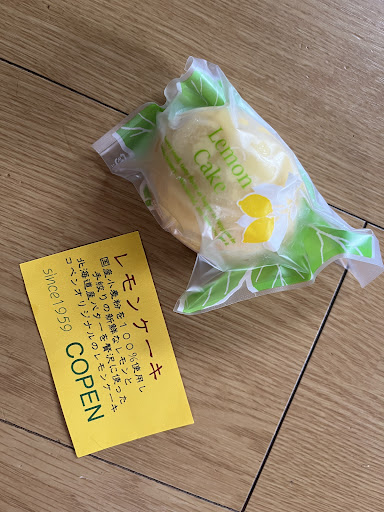 Lemon
Cake
レモンケーキ
国産小麦粉を100%使用し
手搾りの新鮮なレモンと
北海道産バターを贅沢に使った
コペンオリジナルのレモンケーキ
since1959 COPEN